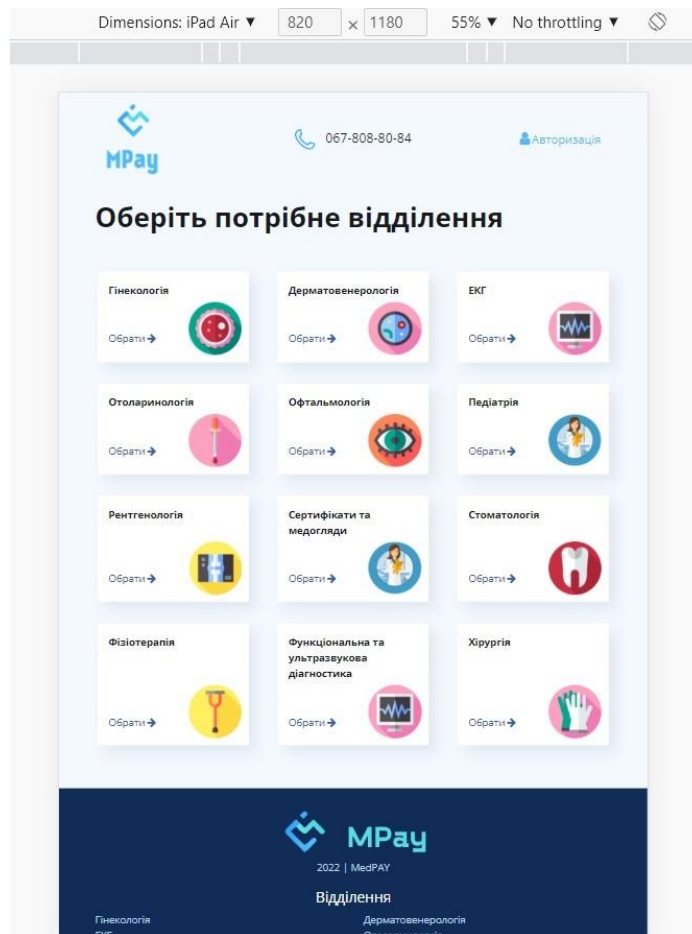 Dimensions: iPad Air ▼ 820 × 1180 55% ▼ No throttling ▼
MPay
067-808-80-84
Авторизація
Оберіть потрібне відділення
Гінекологія
Обрати
Дерматовенерологія
Обрати
ЕКГ
Обрати
Отоларинологія
Обрати
Офтальмологія
Обрати
Педіатрія
Обрати
Рентгенологія
Обрати
Сертифікати та
медогляди
Обрати
Стоматологія
Обрати
Фізіотерапія
Обрати
Функціональна та
ультразвукова
діагностика
Обрати
Хірургія
Обрати
MPay
2022 | MedPAY
Відділення
Гінекологія
Дерматовенерологія